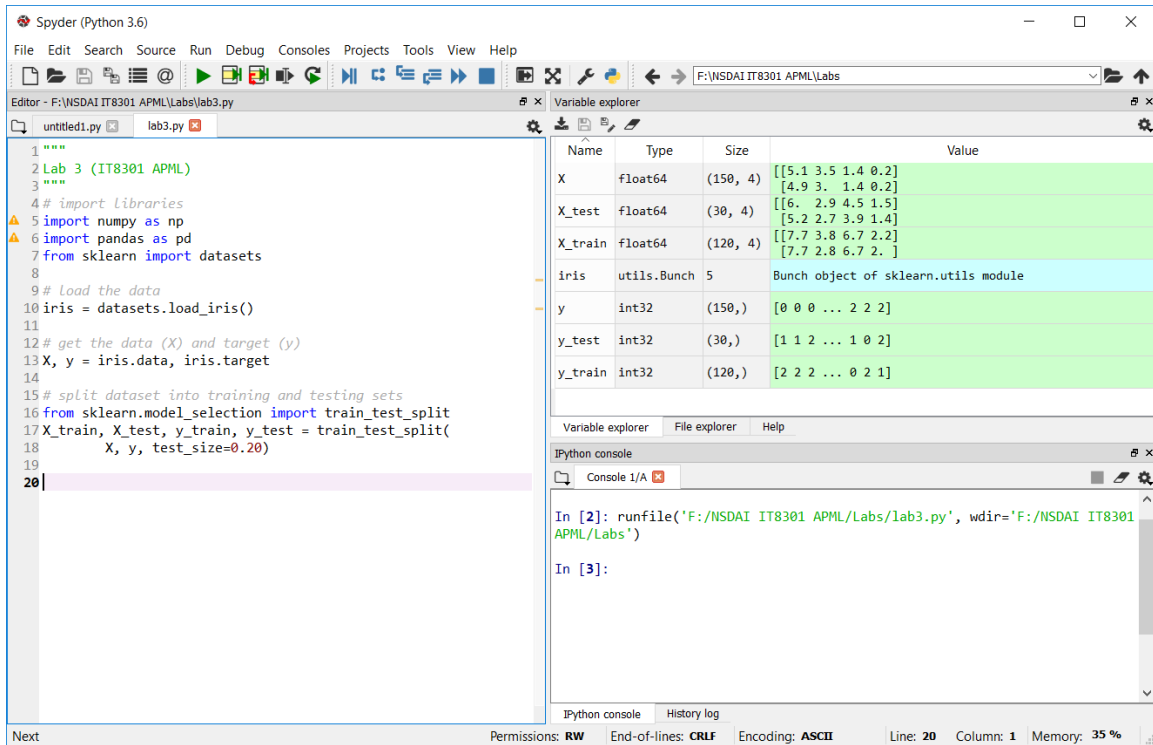 Spyder (Python 3.6)
File Edit Search Source Run Debug Consoles Projects Tools View Help
F:\NSDAI IT8301 APML\Labs
Editor - F:\NSDAI IT8301 APML\Labs\lab3.py
untitled1.py lab3.py
1 """
2 Lab 3 (IT8301 APML)
3 """
4 # import libraries
5 import numpy as np
6 import pandas as pd
7 from sklearn import datasets
8
9 # Load the data
10 iris = datasets.load_iris()
11
12 # get the data (X) and target (y)
13 X, y = iris.data, iris.target
14
15 # split dataset into training and testing sets
16 from sklearn.model_selection import train_test_split
17 X_train, X_test, y_train, y_test = train_test_split(
18         X, y, test_size=0.20)
19
20
Variable explorer
Name Type Size Value
X float64 (150, 4) [[5.1 3.5 1.4 0.2]
[4.9 3. 1.4 0.2]
X_test float64 (30, 4) [[6. 2.9 4.5 1.5]
[5.2 2.7 3.9 1.4]
X_train float64 (120, 4) [[7.7 3.8 6.7 2.2]
[7.7 2.8 6.7 2. ]
iris utils.Bunch 5 Bunch object of sklearn.utils module
y int32 (150,) [0 0 0 ... 2 2 2]
y_test int32 (30,) [1 1 2 ... 1 0 2]
y_train int32 (120,) [2 2 2 ... 0 2 1]
Variable explorer File explorer Help
IPython console
Console 1/A
In [2]: runfile('F:/NSDAI IT8301 APML/Labs/lab3.py', wdir='F:/NSDAI IT8301
APML/Labs')
In [3]:
IPython console History log
Next Permissions: RW End-of-lines: CRLF Encoding: ASCII Line: 20 Column: 1 Memory: 35 %